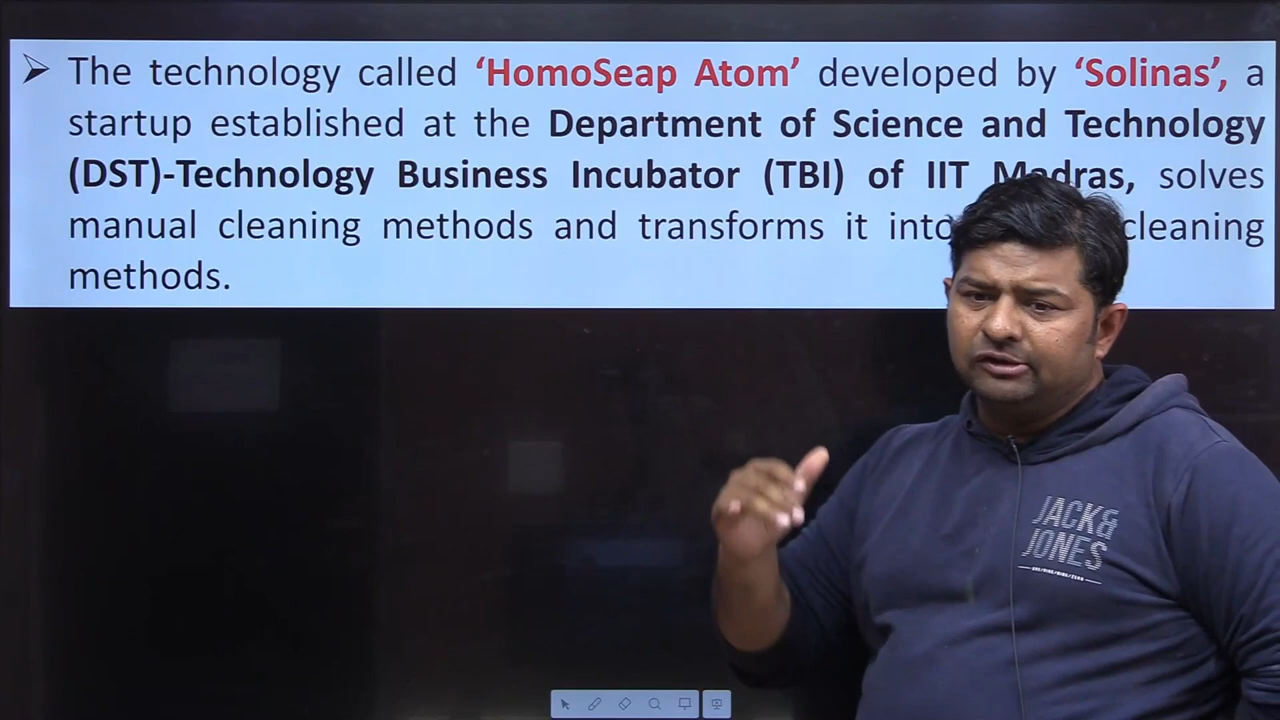 ➢ The technology called ‘HomoSeap Atom’ developed by ‘Solinas’, a
startup established at the Department of Science and Technology
(DST)-Technology Business Incubator (TBI) of IIT Madras, solves
manual cleaning methods and transforms it into cleaning
methods.
JACK&
JONES